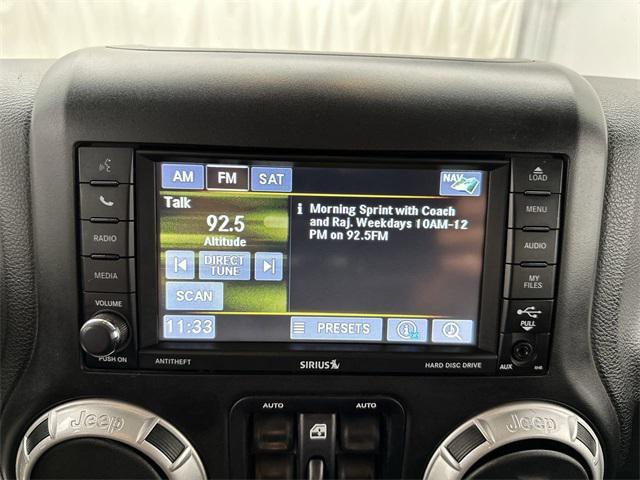 AM FM SAT NAV
Talk
92.5
Altitude
DIRECT
TUNE
SCAN
11:33
i Morning Sprint with Coach
and Raj. Weekdays 10AM-12
PM on 92.5FM
PRESETS
RADIO
MEDIA
VOLUME
PUSH ON
LOAD
MENU
AUDIO
MY
FILES
PULL
AUX
ANTITHEFT
SIRIUS
HARD DISC DRIVE
AUTO
AUTO
Jeep
Jeep